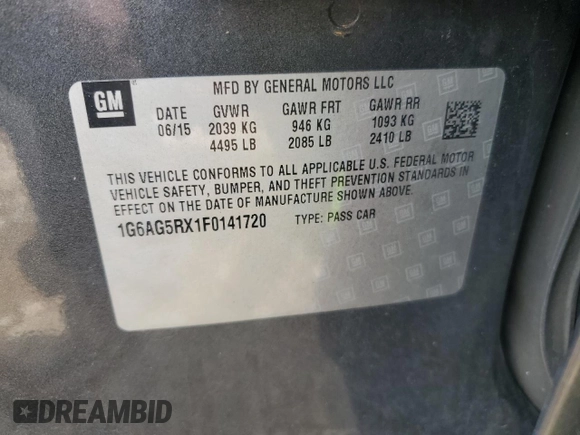 GM
MFD BY GENERAL MOTORS LLC
DATE GVWR GAWR FRT GAWR RR
06/15 2039 KG 946 KG 1093 KG
4495 LB 2085 LB 2410 LB
THIS VEHICLE CONFORMS TO ALL APPLICABLE U.S. FEDERAL MOTOR
VEHICLE SAFETY, BUMPER, AND THEFT PREVENTION STANDARDS IN
EFFECT ON THE DATE OF MANUFACTURE SHOWN ABOVE.
1G6AG5RX1F0141720 TYPE: PASS CAR
DREAMBID